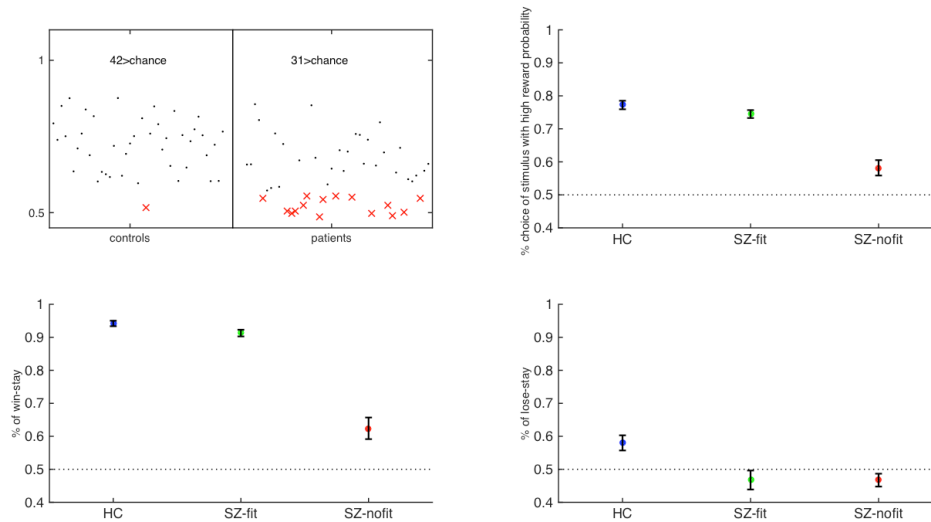 1
0.5
42>chance
31>chance
controls
patients
% choice of stimulus with high reward probability
1
0.9
0.8
0.7
0.6
0.5
0.4
HC
SZ-fit
SZ-nofit
% of win-stay
1
0.9
0.8
0.7
0.6
0.5
0.4
HC
SZ-fit
SZ-nofit
% of lose-stay
1
0.9
0.8
0.7
0.6
0.5
0.4
HC
SZ-fit
SZ-nofit